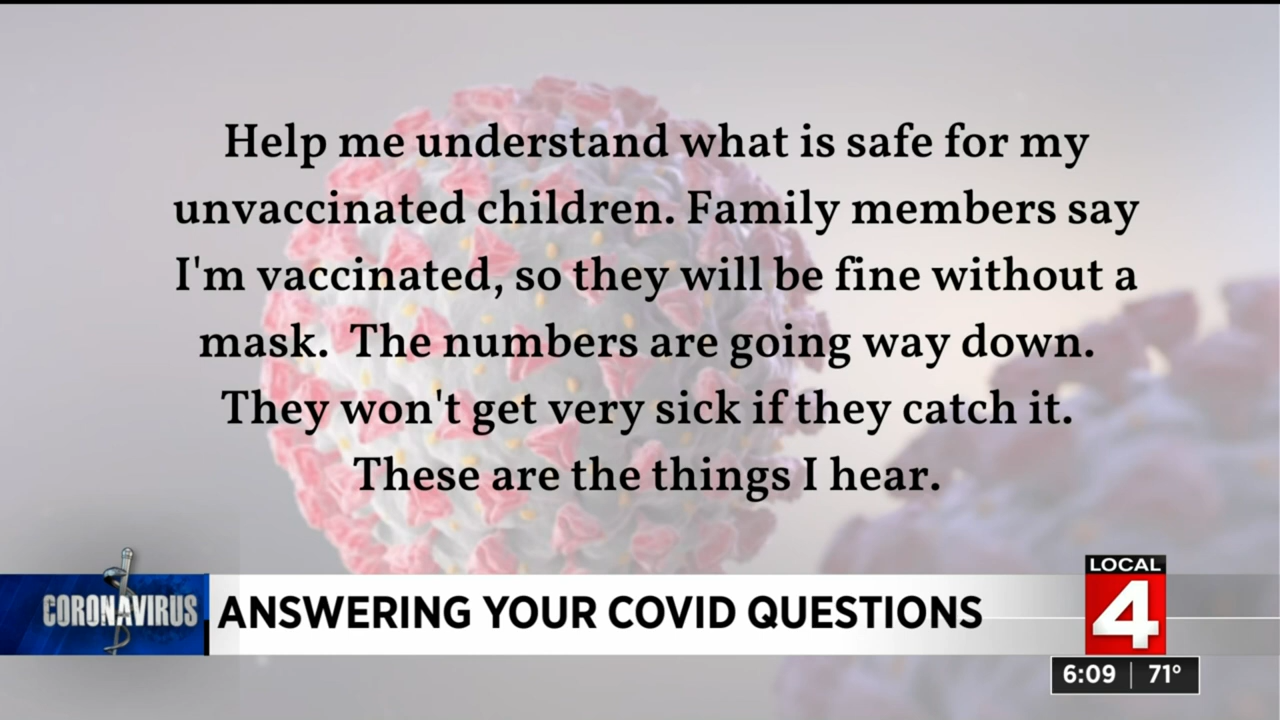 Help me understand what is safe for my
unvaccinated children. Family members say
I'm vaccinated, so they will be fine without a
mask. The numbers are going way down.
They won't get very sick if they catch it.
These are the things I hear.
CORONAVIRUS
ANSWERING YOUR COVID QUESTIONS
LOCAL
4
6:09 71°